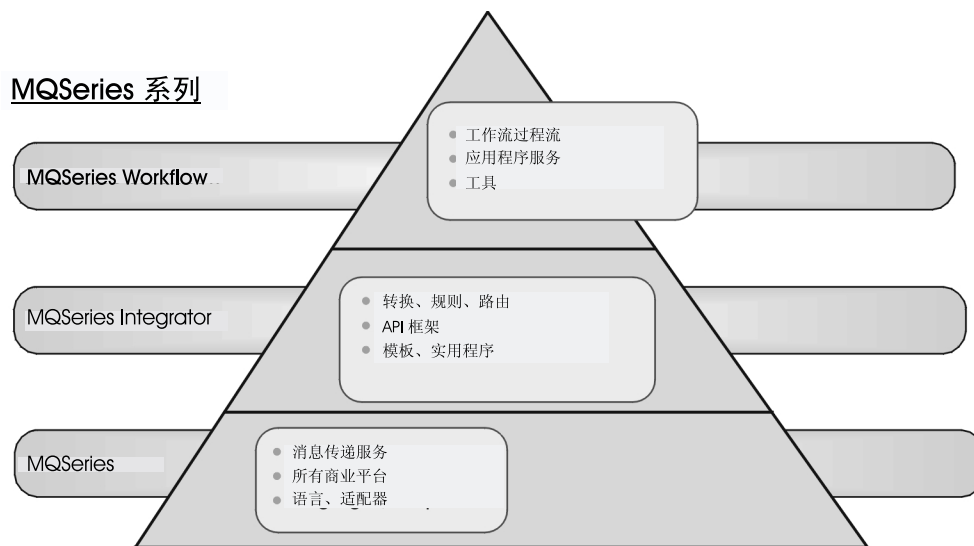 MQSeries 系列
MQSeries Workflow
工作流过程流
应用程序服务
工具
MQSeries Integrator
转换、规则、路由
API 框架
模板、实用程序
MQSeries
消息传递服务
所有商业平台
语言、适配器